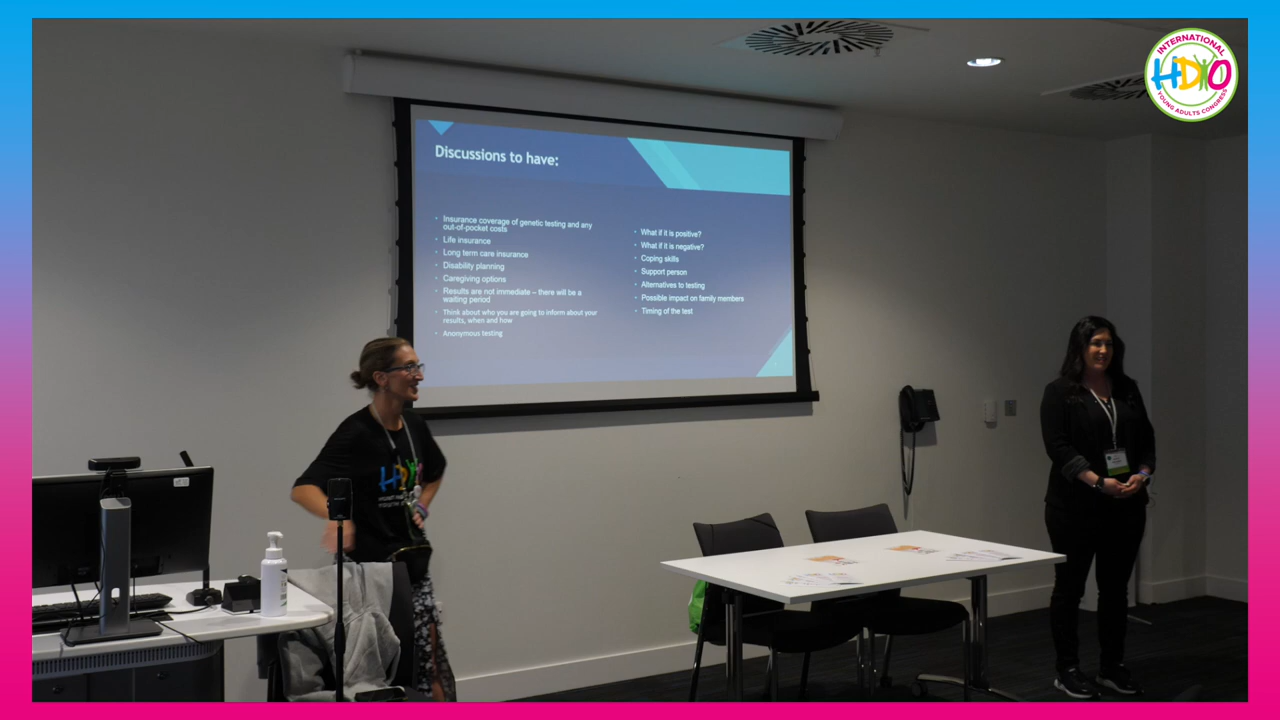 INTERNATIONAL
HDYO
YOUNG ADULTS CONGRESS
Discussions to have:
• Insurance coverage of genetic testing and any
out-of-pocket costs
• Life insurance
• Long term care insurance
• Disability planning
• Caregiving options
• Results are not immediate – there will be a
waiting period
• Think about who you are going to inform about your
results, when and how
• Anonymous testing
• What if it is positive?
• What if it is negative?
• Coping skills
• Support person
• Alternatives to testing
• Possible impact on family members
• Timing of the test
HDYO